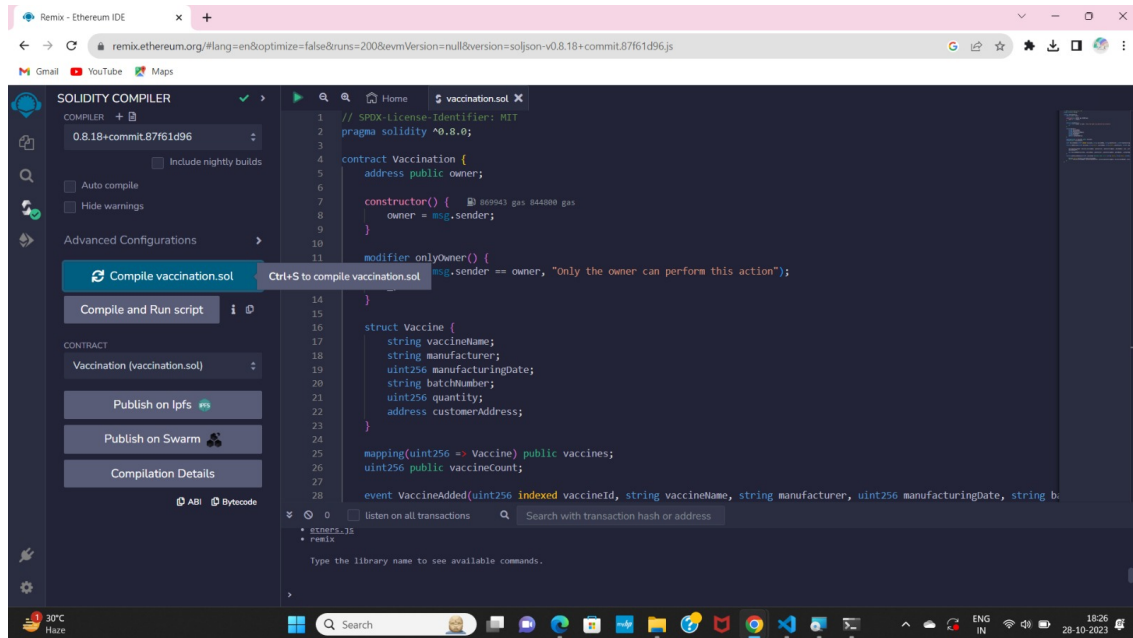 Remix - Ethereum IDE
remix.ethereum.org/#lang=en&optimize=false&runs=200&evmVersion=null&version=soljson-v0.8.18+commit.87f61d96.js
Gmail
YouTube
Maps
SOLIDITY COMPILER
COMPILER
0.8.18+commit.87f61d96
Include nightly builds
Auto compile
Hide warnings
Advanced Configurations
Compile vaccination.sol
Ctrl+S to compile vaccination.sol
Compile and Run script
CONTRACT
Vaccination (vaccination.sol)
Publish on Ipfs
Publish on Swarm
Compilation Details
ABI
Bytecode
Home
vaccination.sol
1 // SPDX-License-Identifier: MIT
2 pragma solidity ^0.8.0;
3
4 contract Vaccination {
5 address public owner;
6
7 constructor() { 869943 gas 844800 gas
8 owner = msg.sender;
9 }
10
11 modifier onlyOwner() {
msg.sender == owner, "Only the owner can perform this action");
14 }
15
16 struct Vaccine {
17 string vaccineName;
18 string manufacturer;
19 uint256 manufacturingDate;
20 string batchNumber;
21 uint256 quantity;
22 address customerAddress;
23 }
24
25 mapping(uint256 => Vaccine) public vaccines;
26 uint256 public vaccineCount;
27
28 event VaccineAdded(uint256 indexed vaccineId, string vaccineName, string manufacturer, uint256 manufacturingDate, string ba
0
listen on all transactions
Search with transaction hash or address
• ethers.js
• remix
Type the library name to see available commands.
>
1
30°C
Haze
Search
ENG
IN
18:26
28-10-2023